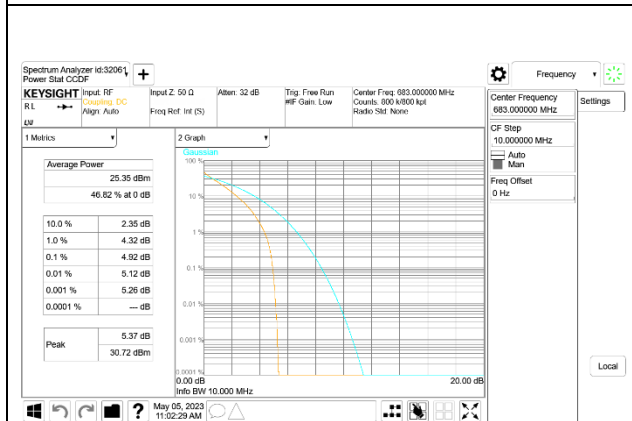 Spectrum Analyzer Id:32061
Power Stat CCDF
+
Frequency
KEYSIGHT
RL
Input: RF
Coupling: DC
Align: Auto
Input Z: 50 Ω
Freq Ref: Int (S)
Atten: 32 dB
Trig: Free Run
#IF Gain: Low
Center Freq: 683.000000 MHz
Counts: 800 k/800 kpt
Radio Std: None
Center Frequency
683.000000 MHz
Settings
CF Step
10.000000 MHz
Auto
Man
Freq Offset
0 Hz
1 Metrics
Average Power
25.35 dBm
46.82 % at 0 dB
10.0 % 2.35 dB
1.0 % 4.32 dB
0.1 % 4.92 dB
0.01 % 5.12 dB
0.001 % 5.26 dB
0.0001 % --- dB
Peak
5.37 dB
30.72 dBm
2 Graph
Gaussian
100 %
10 %
1 %
0.1 %
0.01 %
0.001 %
0.0001 %
0.00 dB
20.00 dB
Info BW 10.000 MHz
Local
?
May 05, 2023
11:02:29 AM